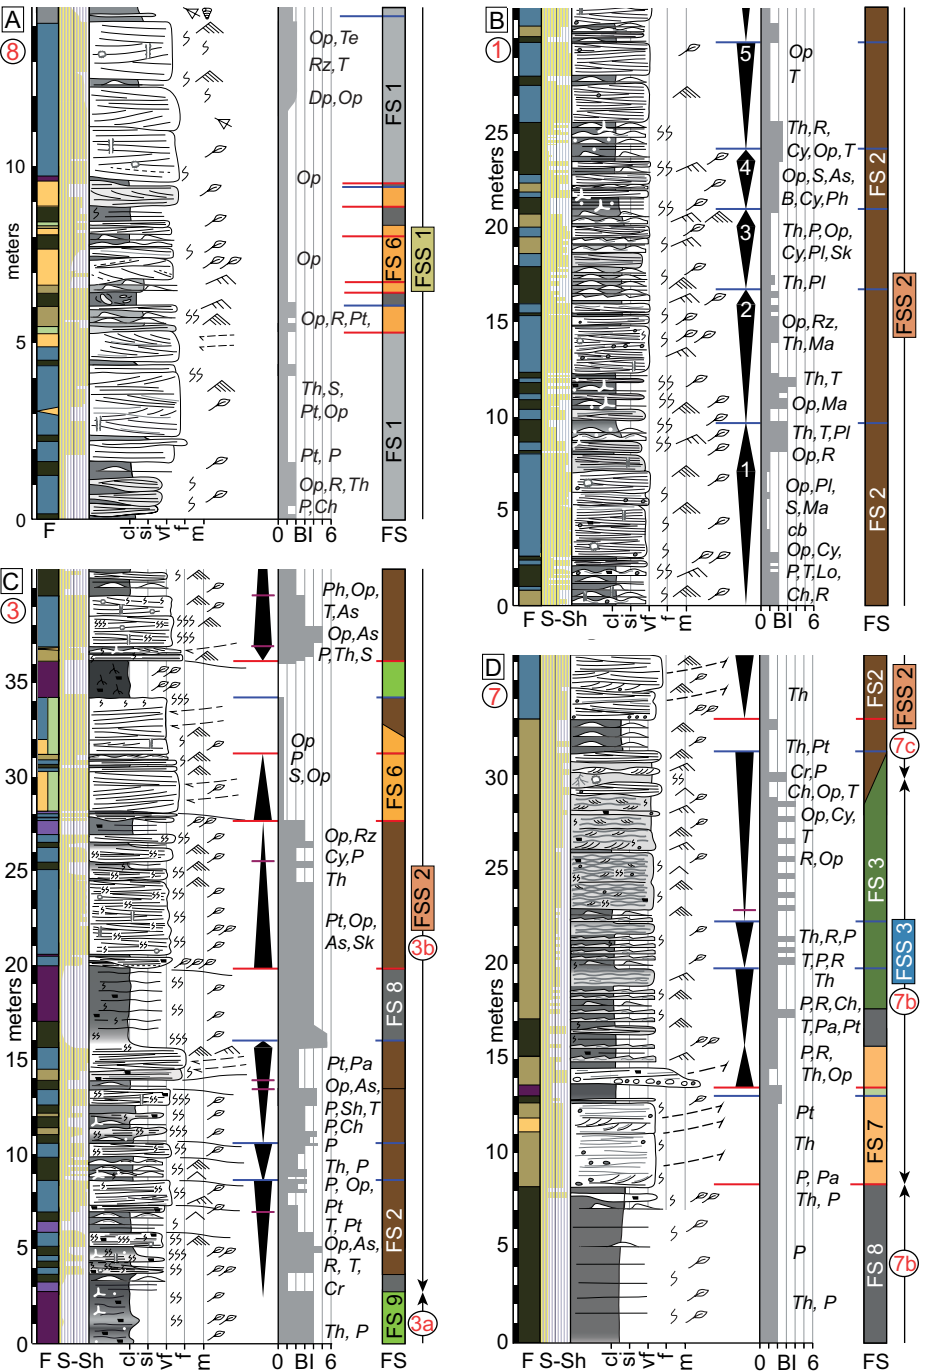 A
8
Op,Te
Rz,T
Dp,Op
Op
Op
Op,R,Pt,
Th,S,
Pt,Op
Pt, P
Op,R,Th
P,Ch
FS 1
FS 6
FS 1
FSS 1
10
5
0
meters
F
S-Sh
cl
si
vf
f
m
0 BI 6
FS
B
1
5
4
3
2
1
Op
T
Th,R,
Cy,Op,T
Op,S,As,
B,Cy,Ph
Th,P,Op,
Cy,Pl,Sk
Th,Pl
Op,Rz,
Th,Ma
Th,T
Op,Ma
Th,T,Pl
Op,R
Op,Pl,
S,Ma
cb
Op,Cy,
P,T,Lo,
Ch,R
FS 2
FS 2
FSS 2
25
20
15
10
5
0
meters
F S-Sh
cl
si
vf
f
m
0 BI 6
FS
C
3
Ph,Op,
T,As
Op,As
P,Th,S
Op
P
S,Op
Op,Rz
Cy,P
Th
Pt,Op,
As,Sk
Pt,Pa
Op,As,
P,Sh,T
P,Ch
P
Th, P
P, Op,
Pt
T, Pt
Op,As,
R, T,
Cr
Th, P
FS 6
FS 8
FS 2
FS 9
FSS 2
3b
3a
35
30
25
20
15
10
5
0
meters
F S-Sh
cl
si
vf
f
m
0 BI 6
FS
D
7
Th
Th,Pt
Cr,P
Ch,Op,T
Op,Cy,
T
R,Op
Th,R,P
T,P,R
Th
P,R,Ch,
T,Pa,Pt
P,R,
Th,Op
Pt
Th
P, Pa
Th, P
P
Th, P
FS2
FS 3
FS 7
FS 8
FSS 2
7c
FSS 3
7b
7b
30
25
20
15
10
5
0
meters
F S-Sh
cl
si
vf
f
m
0 BI 6
FS